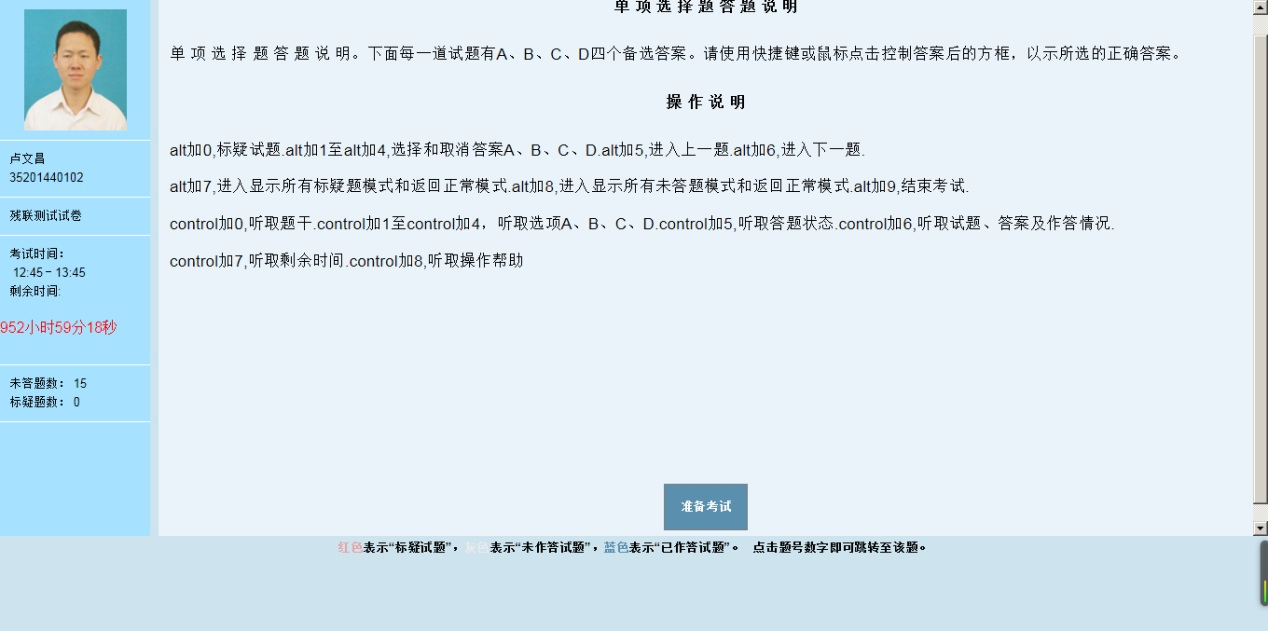 单 项 选 择 题 答 题 说 明
单 项 选 择 题 答 题 说 明。下面每一道试题有A、B、C、D四个备选答案。请使用快捷键或鼠标点击控制答案后的方框，以示所选的正确答案。
操 作 说 明
alt加0,标疑试题.alt加1至alt加4,选择和取消答案A、B、C、D.alt加5,进入上一题.alt加6,进入下一题.
alt加7,进入显示所有标疑题模式和返回正常模式.alt加8,进入显示所有未答题模式和返回正常模式.alt加9,结束考试.
control加0,听取题干.control加1至control加4，听取选项A、B、C、D.control加5,听取答题状态.control加6,听取试题、答案及作答情况.
control加7,听取剩余时间.control加8,听取操作帮助
卢文昌
35201440102
残联测试试卷
考试时间：
12:45 - 13:45
剩余时间:
952小时59分18秒
未答题数： 15
标疑题数： 0
准备考试
红色表示“标疑试题”，灰色表示“未作答试题”，蓝色表示“已作答试题”。 点击题号数字即可跳转至该题。